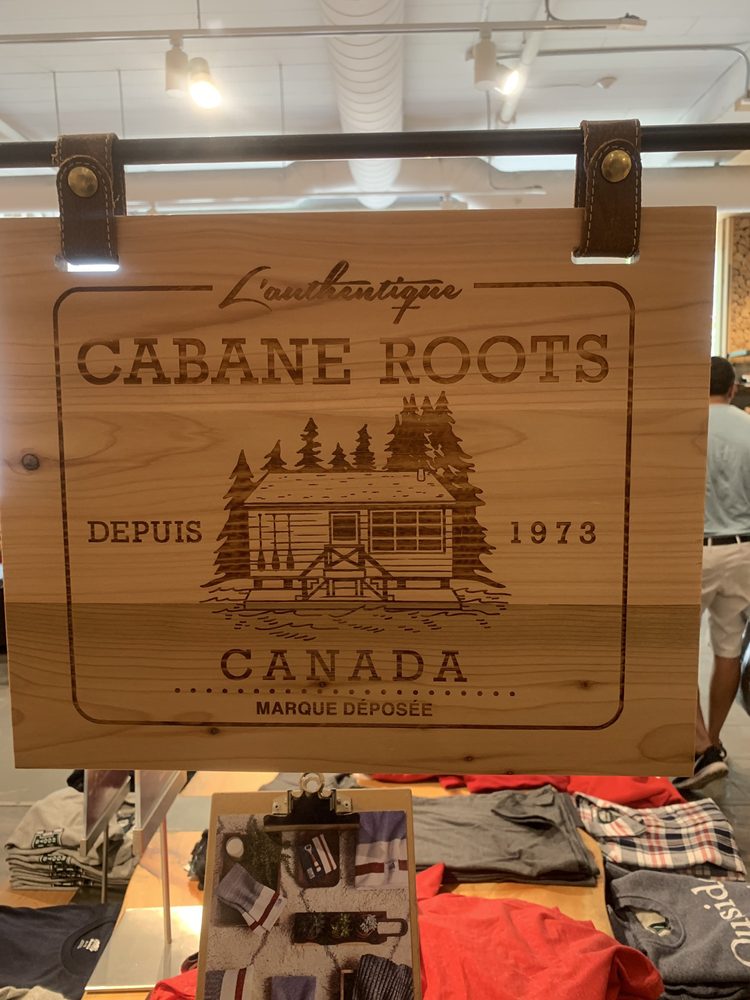 L'authentique
CABANE ROOTS
DEPUIS 1973
CANADA
MARQUE DÉPOSÉE